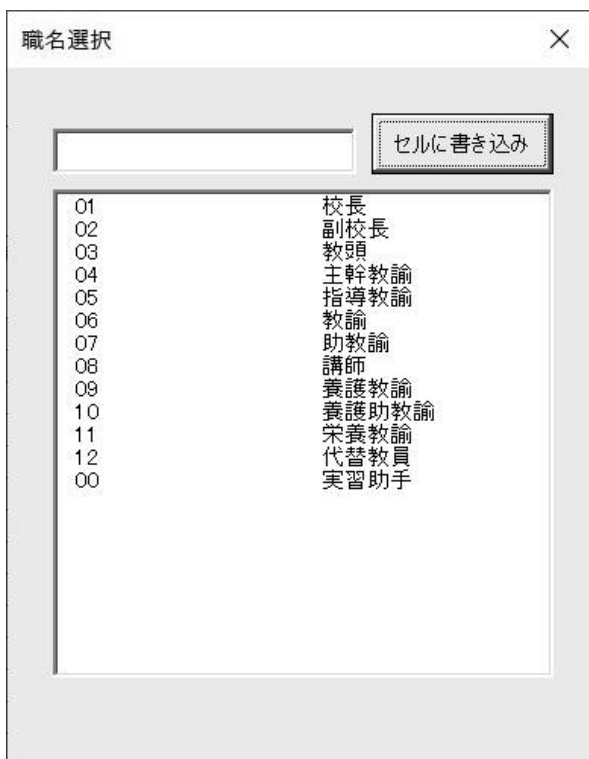 職名選択
セルに書き込み
01 校長
02 副校長
03 教頭
04 主幹教諭
05 指導教諭
06 教諭
07 助教諭
08 講師
09 養護教諭
10 養護助教諭
11 栄養教諭
12 代替教員
00 実習助手